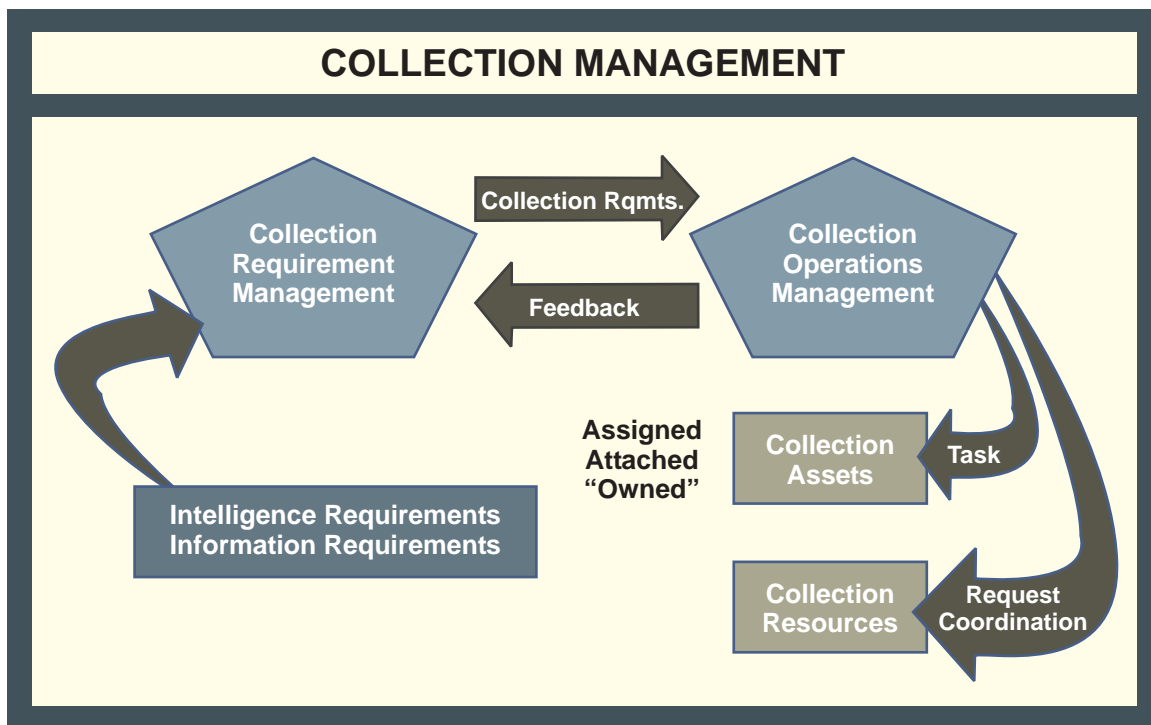 COLLECTION MANAGEMENT
Collection
Requirement
Management
Collection Rqmts.
Feedback
Collection
Operations
Management
Intelligence Requirements
Information Requirements
Assigned
Attached
“Owned”
Collection
Assets
Task
Collection
Resources
Request
Coordination